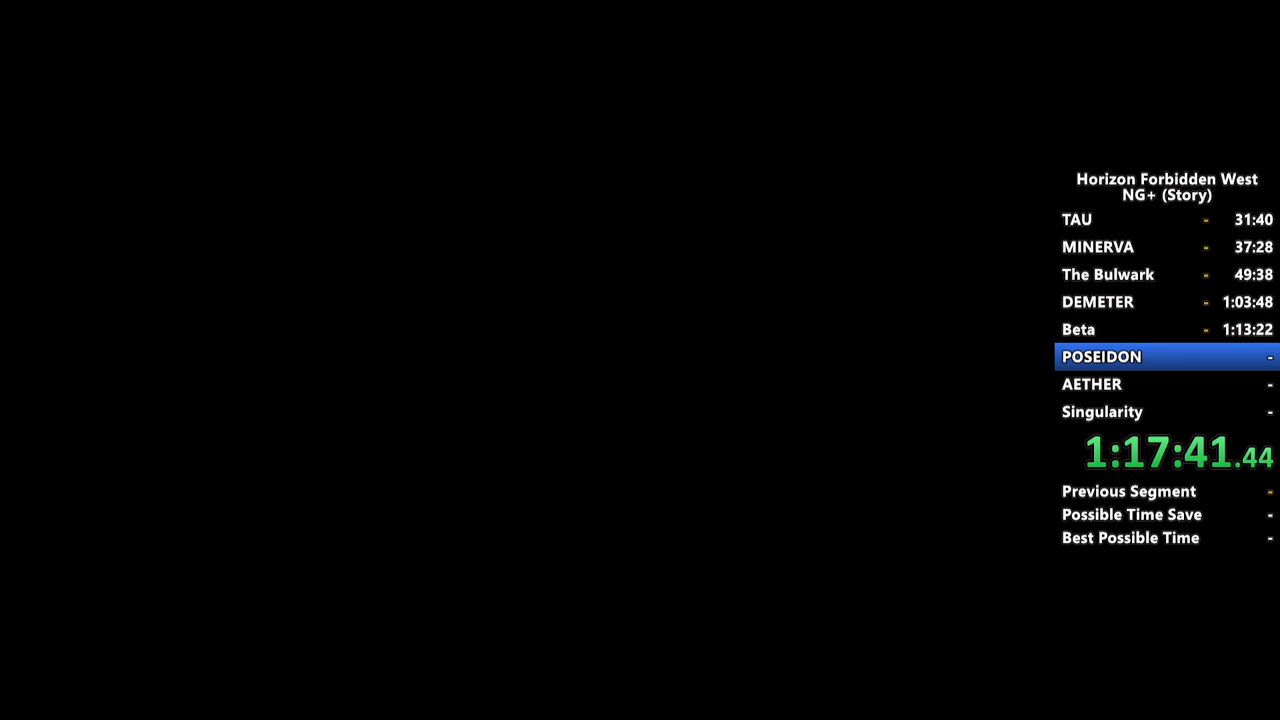 Horizon Forbidden West
NG+ (Story)
TAU - 31:40
MINERVA - 37:28
The Bulwark - 49:38
DEMETER - 1:03:48
Beta - 1:13:22
POSEIDON -
AETHER -
Singularity -
1:17:41.44
Previous Segment -
Possible Time Save -
Best Possible Time -